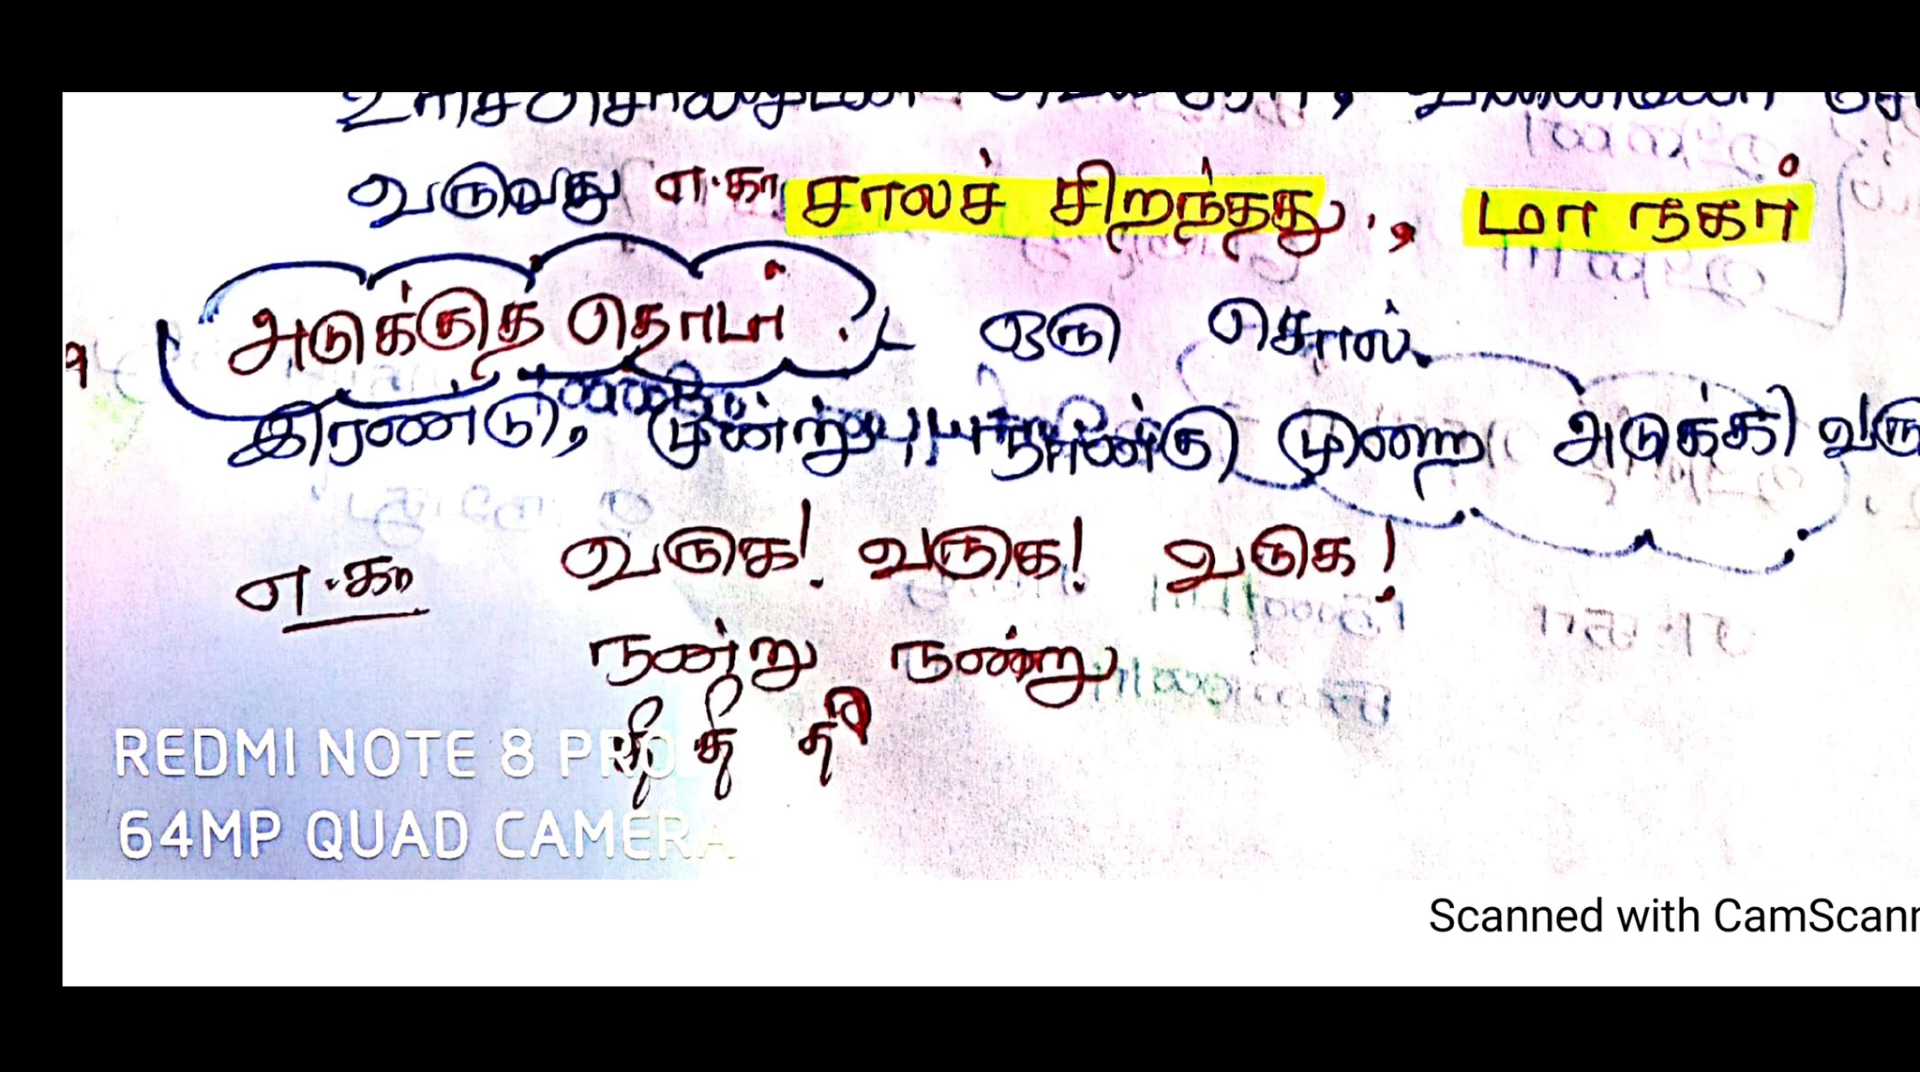 வருவது எ.கா சாலச் சிறந்தது., மா நகர்
அடுக்குத் தொடர். ஒரு சொல்
இரண்டு, மூன்று, நான்கு முறை அடுக்கி வரு
எ.கா வருக! வருக! வருக!
நன்று நன்று
தீ தீ தீ
REDMI NOTE 8 PRO
64MP QUAD CAMERA
Scanned with CamScann